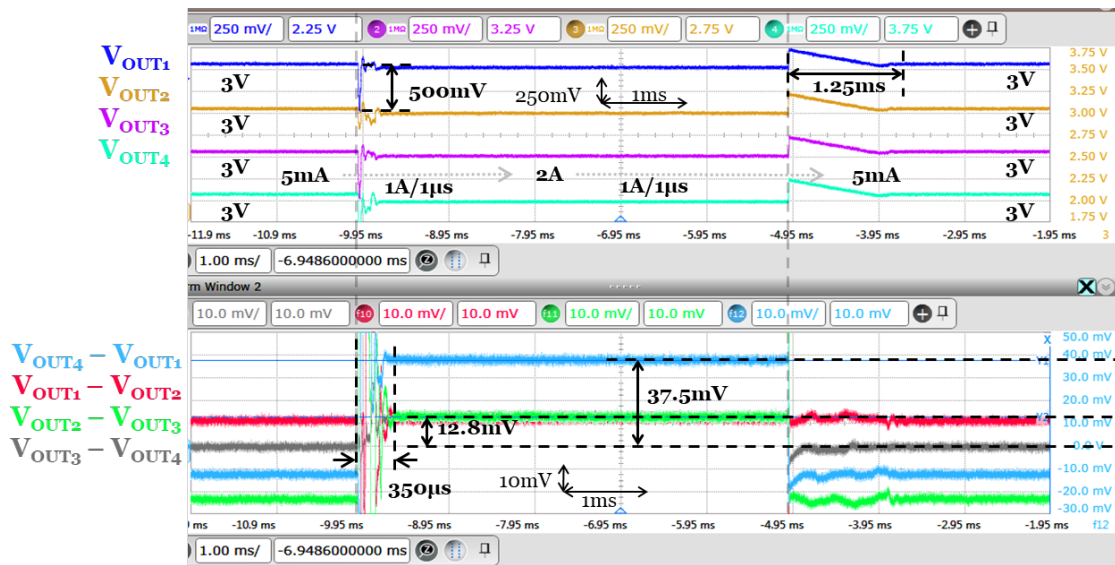 1MΩ 250 mV/ 2.25 V 2 1MΩ 250 mV/ 3.25 V 3 1MΩ 250 mV/ 2.75 V 4 1MΩ 250 mV/ 3.75 V
VOUT1
VOUT2
VOUT3
VOUT4
3V
3V
3V
3V
500mV
250mV
1ms
1.25ms
5mA
1A/1µs
2A
1A/1µs
5mA
3V
3V
3V
3V
3.75 V
3.50 V
3.25 V
3.00 V
2.75 V
2.50 V
2.25 V
2.00 V
1.75 V
-11.9 ms -10.9 ms -9.95 ms -8.95 ms -7.95 ms -6.95 ms -5.95 ms -4.95 ms -3.95 ms -2.95 ms -1.95 ms 3
1.00 ms/ -6.9486000000 ms
rm Window 2
10.0 mV/ 10.0 mV f10 10.0 mV/ 10.0 mV f11 10.0 mV/ 10.0 mV f12 10.0 mV/ 10.0 mV
VOUT4 – VOUT1
VOUT1 – VOUT2
VOUT2 – VOUT3
VOUT3 – VOUT4
12.8mV
37.5mV
350µs
10mV
1ms
X
50.0 mV
40.0 mV
Y1
30.0 mV
20.0 mV
10.0 mV
0.0 V
-10.0 mV
-20.0 mV
-30.0 mV
-9.95 ms -8.95 ms -7.95 ms -6.95 ms -5.95 ms -4.95 ms -3.95 ms -2.95 ms -1.95 ms f12
.9 ms -10.9 ms
1.00 ms/ -6.9486000000 ms